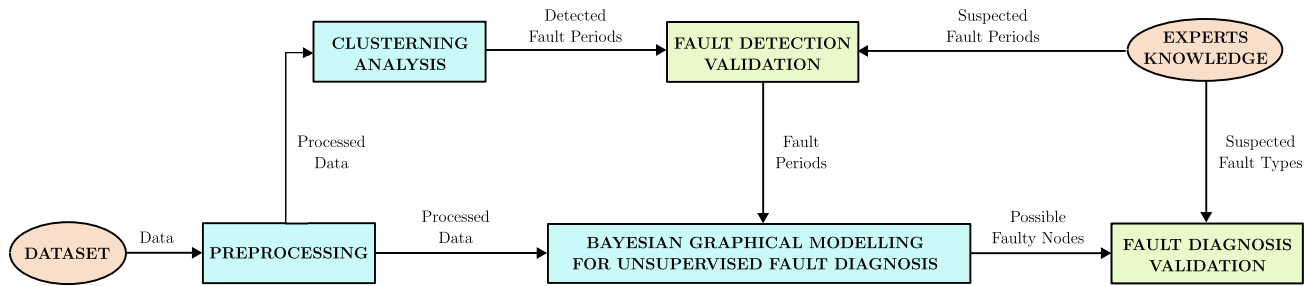 Detected
Fault Periods
Suspected
Fault Periods
CLUSTERNING
ANALYSIS
FAULT DETECTION
VALIDATION
EXPERTS
KNOWLEDGE
Processed
Data
Fault
Periods
Suspected
Fault Types
DATASET
Data
PREPROCESSING
Processed
Data
BAYESIAN GRAPHICAL MODELLING
FOR UNSUPERVISED FAULT DIAGNOSIS
Possible
Faulty Nodes
FAULT DIAGNOSIS
VALIDATION